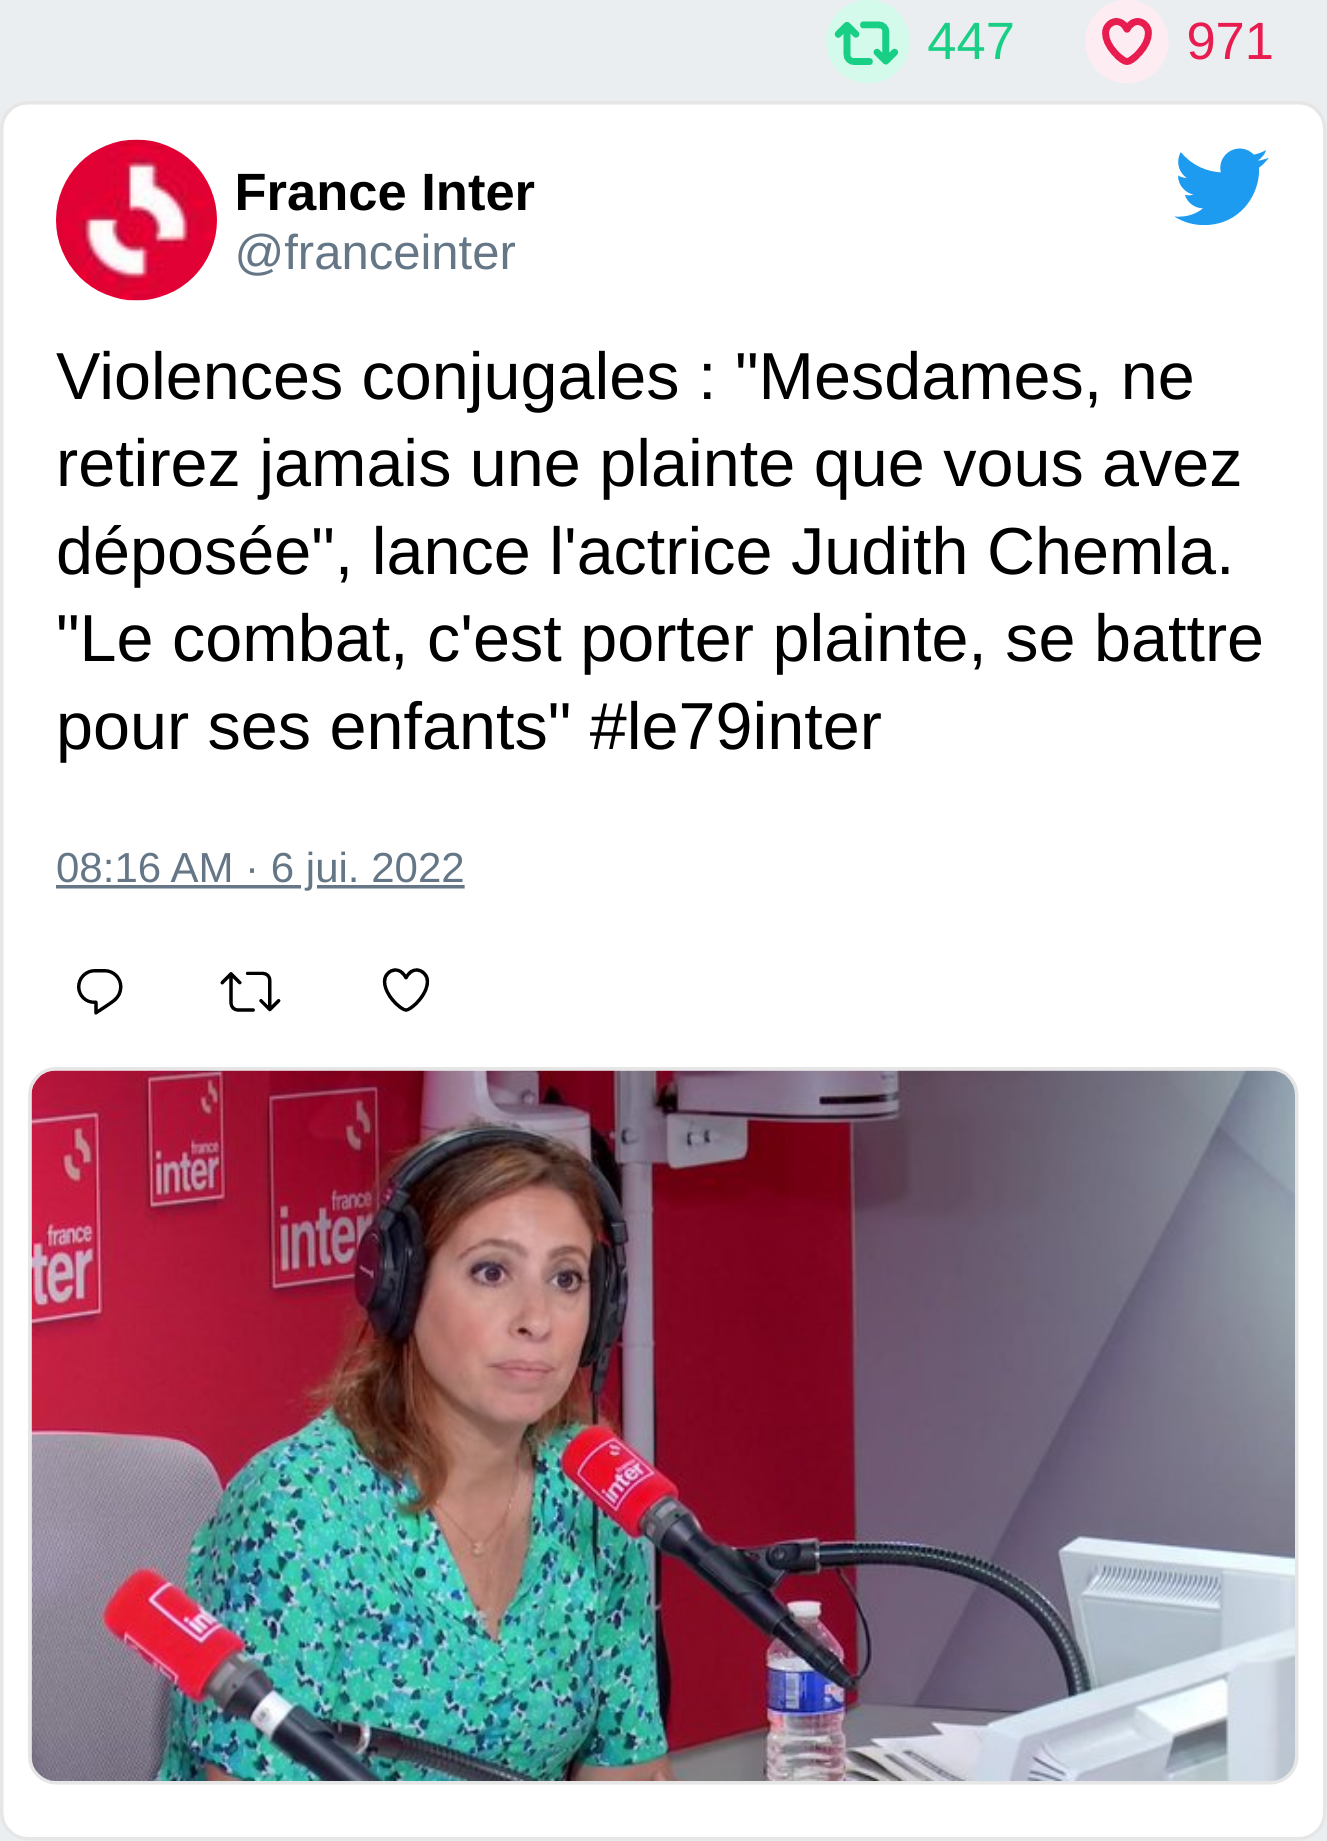 447 971
France Inter
@franceinter
Violences conjugales : "Mesdames, ne
retirez jamais une plainte que vous avez
déposée", lance l'actrice Judith Chemla.
"Le combat, c'est porter plainte, se battre
pour ses enfants" #le79inter
08:16 AM · 6 jui. 2022
france
inter
france
inter
france
ter
inter
in